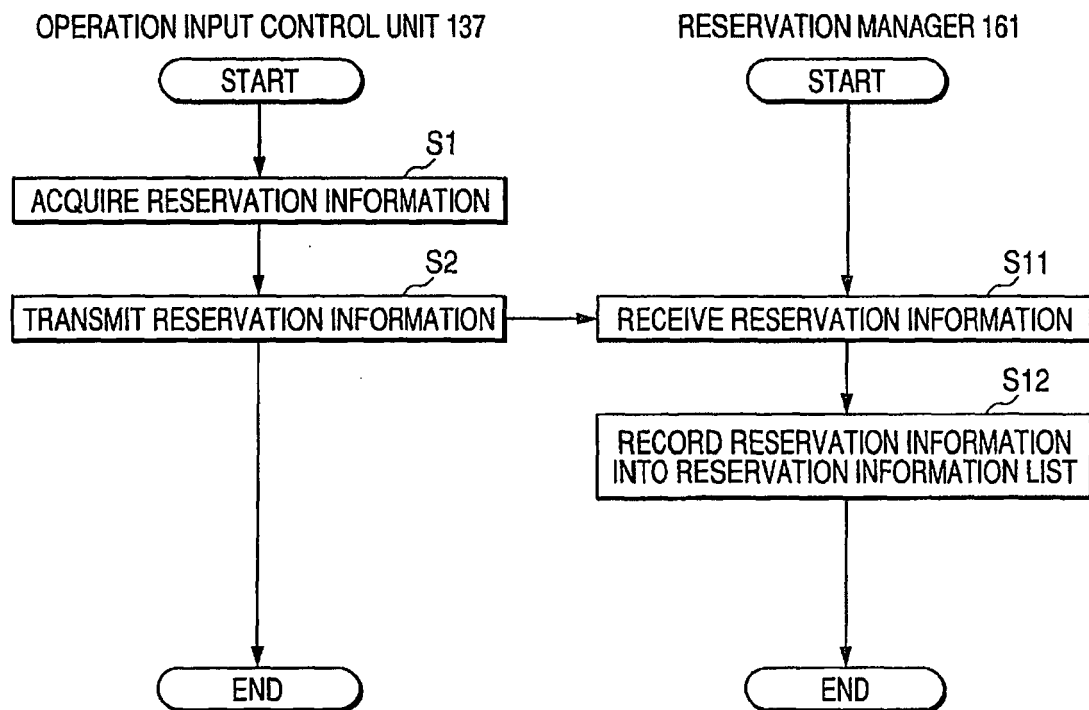 OPERATION INPUT CONTROL UNIT 137
RESERVATION MANAGER 161
START
START
S1
ACQUIRE RESERVATION INFORMATION
S2
TRANSMIT RESERVATION INFORMATION
S11
RECEIVE RESERVATION INFORMATION
S12
RECORD RESERVATION INFORMATION
INTO RESERVATION INFORMATION LIST
END
END